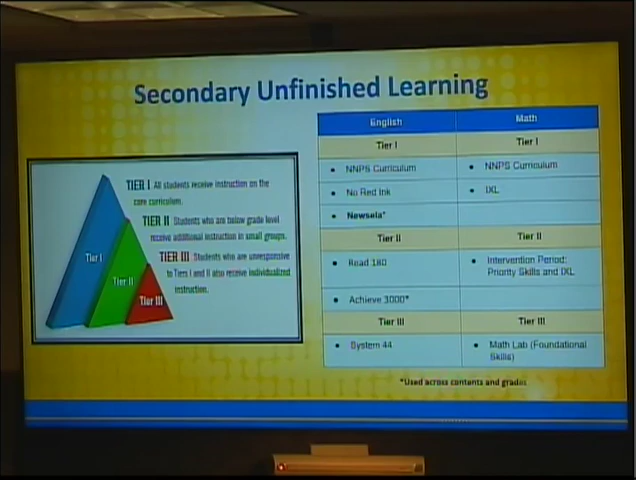 Secondary Unfinished Learning
TIER I All students receive instruction on the
core curriculum.
TIER II Students who are below grade level
receive additional instruction in small groups.
TIER III Students who are unresponsive
to Tiers I and II also receive individualized
instruction.
Tier I
Tier II
Tier III
English Math
Tier I Tier I
• NNPS Curriculum • NNPS Curriculum
• No Red Ink • IXL
• Newsela*
Tier II Tier II
• Read 180 • Intervention Period:
Priority Skills and IXL
• Achieve 3000*
Tier III Tier III
• System 44 • Math Lab (Foundational
Skills)
*Used across contents and grades